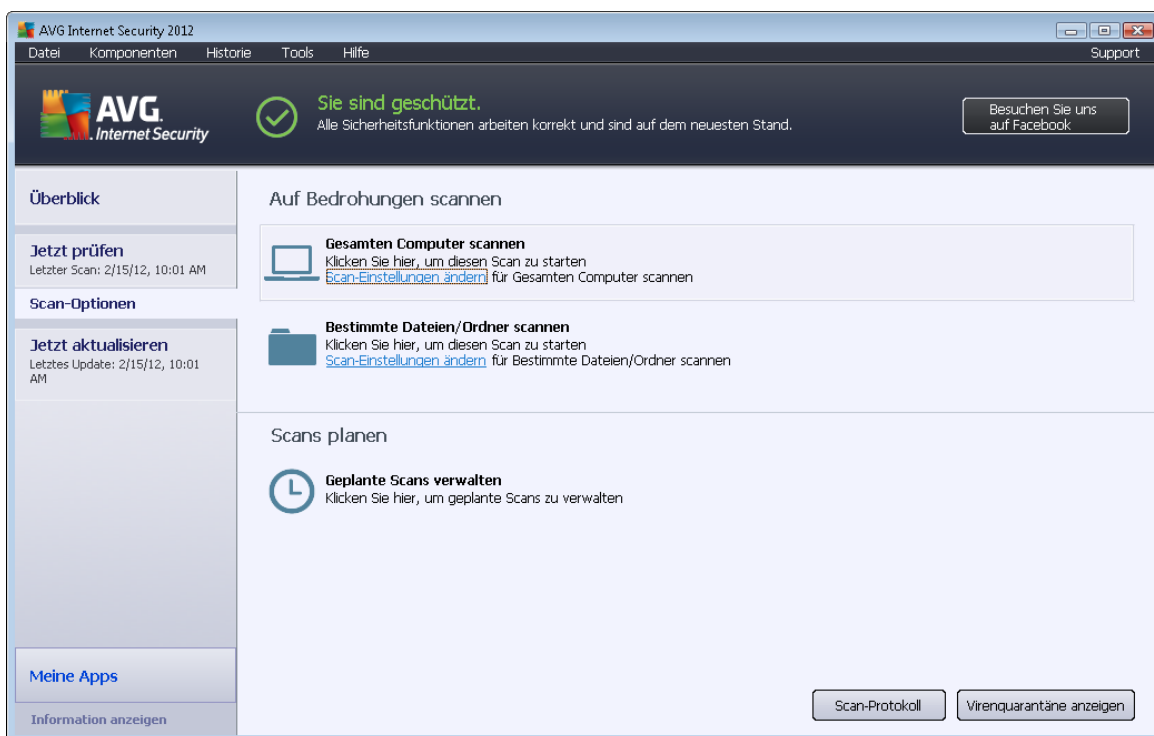 AVG Internet Security 2012
Datei Komponenten Historie Tools Hilfe Support
AVG.
Internet Security
Sie sind geschützt.
Alle Sicherheitsfunktionen arbeiten korrekt und sind auf dem neuesten Stand.
Besuchen Sie uns
auf Facebook
Überblick
Jetzt prüfen
Letzter Scan: 2/15/12, 10:01 AM
Scan-Optionen
Jetzt aktualisieren
Letztes Update: 2/15/12, 10:01
AM
Meine Apps
Information anzeigen
Auf Bedrohungen scannen
Gesamten Computer scannen
Klicken Sie hier, um diesen Scan zu starten
Scan-Einstellungen ändern für Gesamten Computer scannen
Bestimmte Dateien/Ordner scannen
Klicken Sie hier, um diesen Scan zu starten
Scan-Einstellungen ändern für Bestimmte Dateien/Ordner scannen
Scans planen
Geplante Scans verwalten
Klicken Sie hier, um geplante Scans zu verwalten
Scan-Protokoll
Virenquarantäne anzeigen